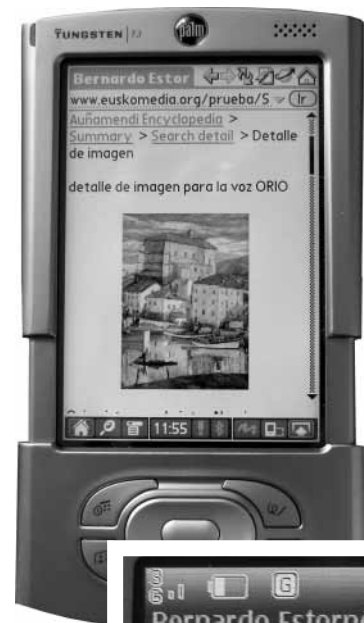 TUNGSTEN | T3
palm
Bernardo Estor
www.euskomedia.org/prueba/S Ir
Auñamendi Encyclopedia >
Summary > Search detail > Detalle
de imagen
detalle de imagen para la voz ORIO
11:55
G
Bernardo Estorn